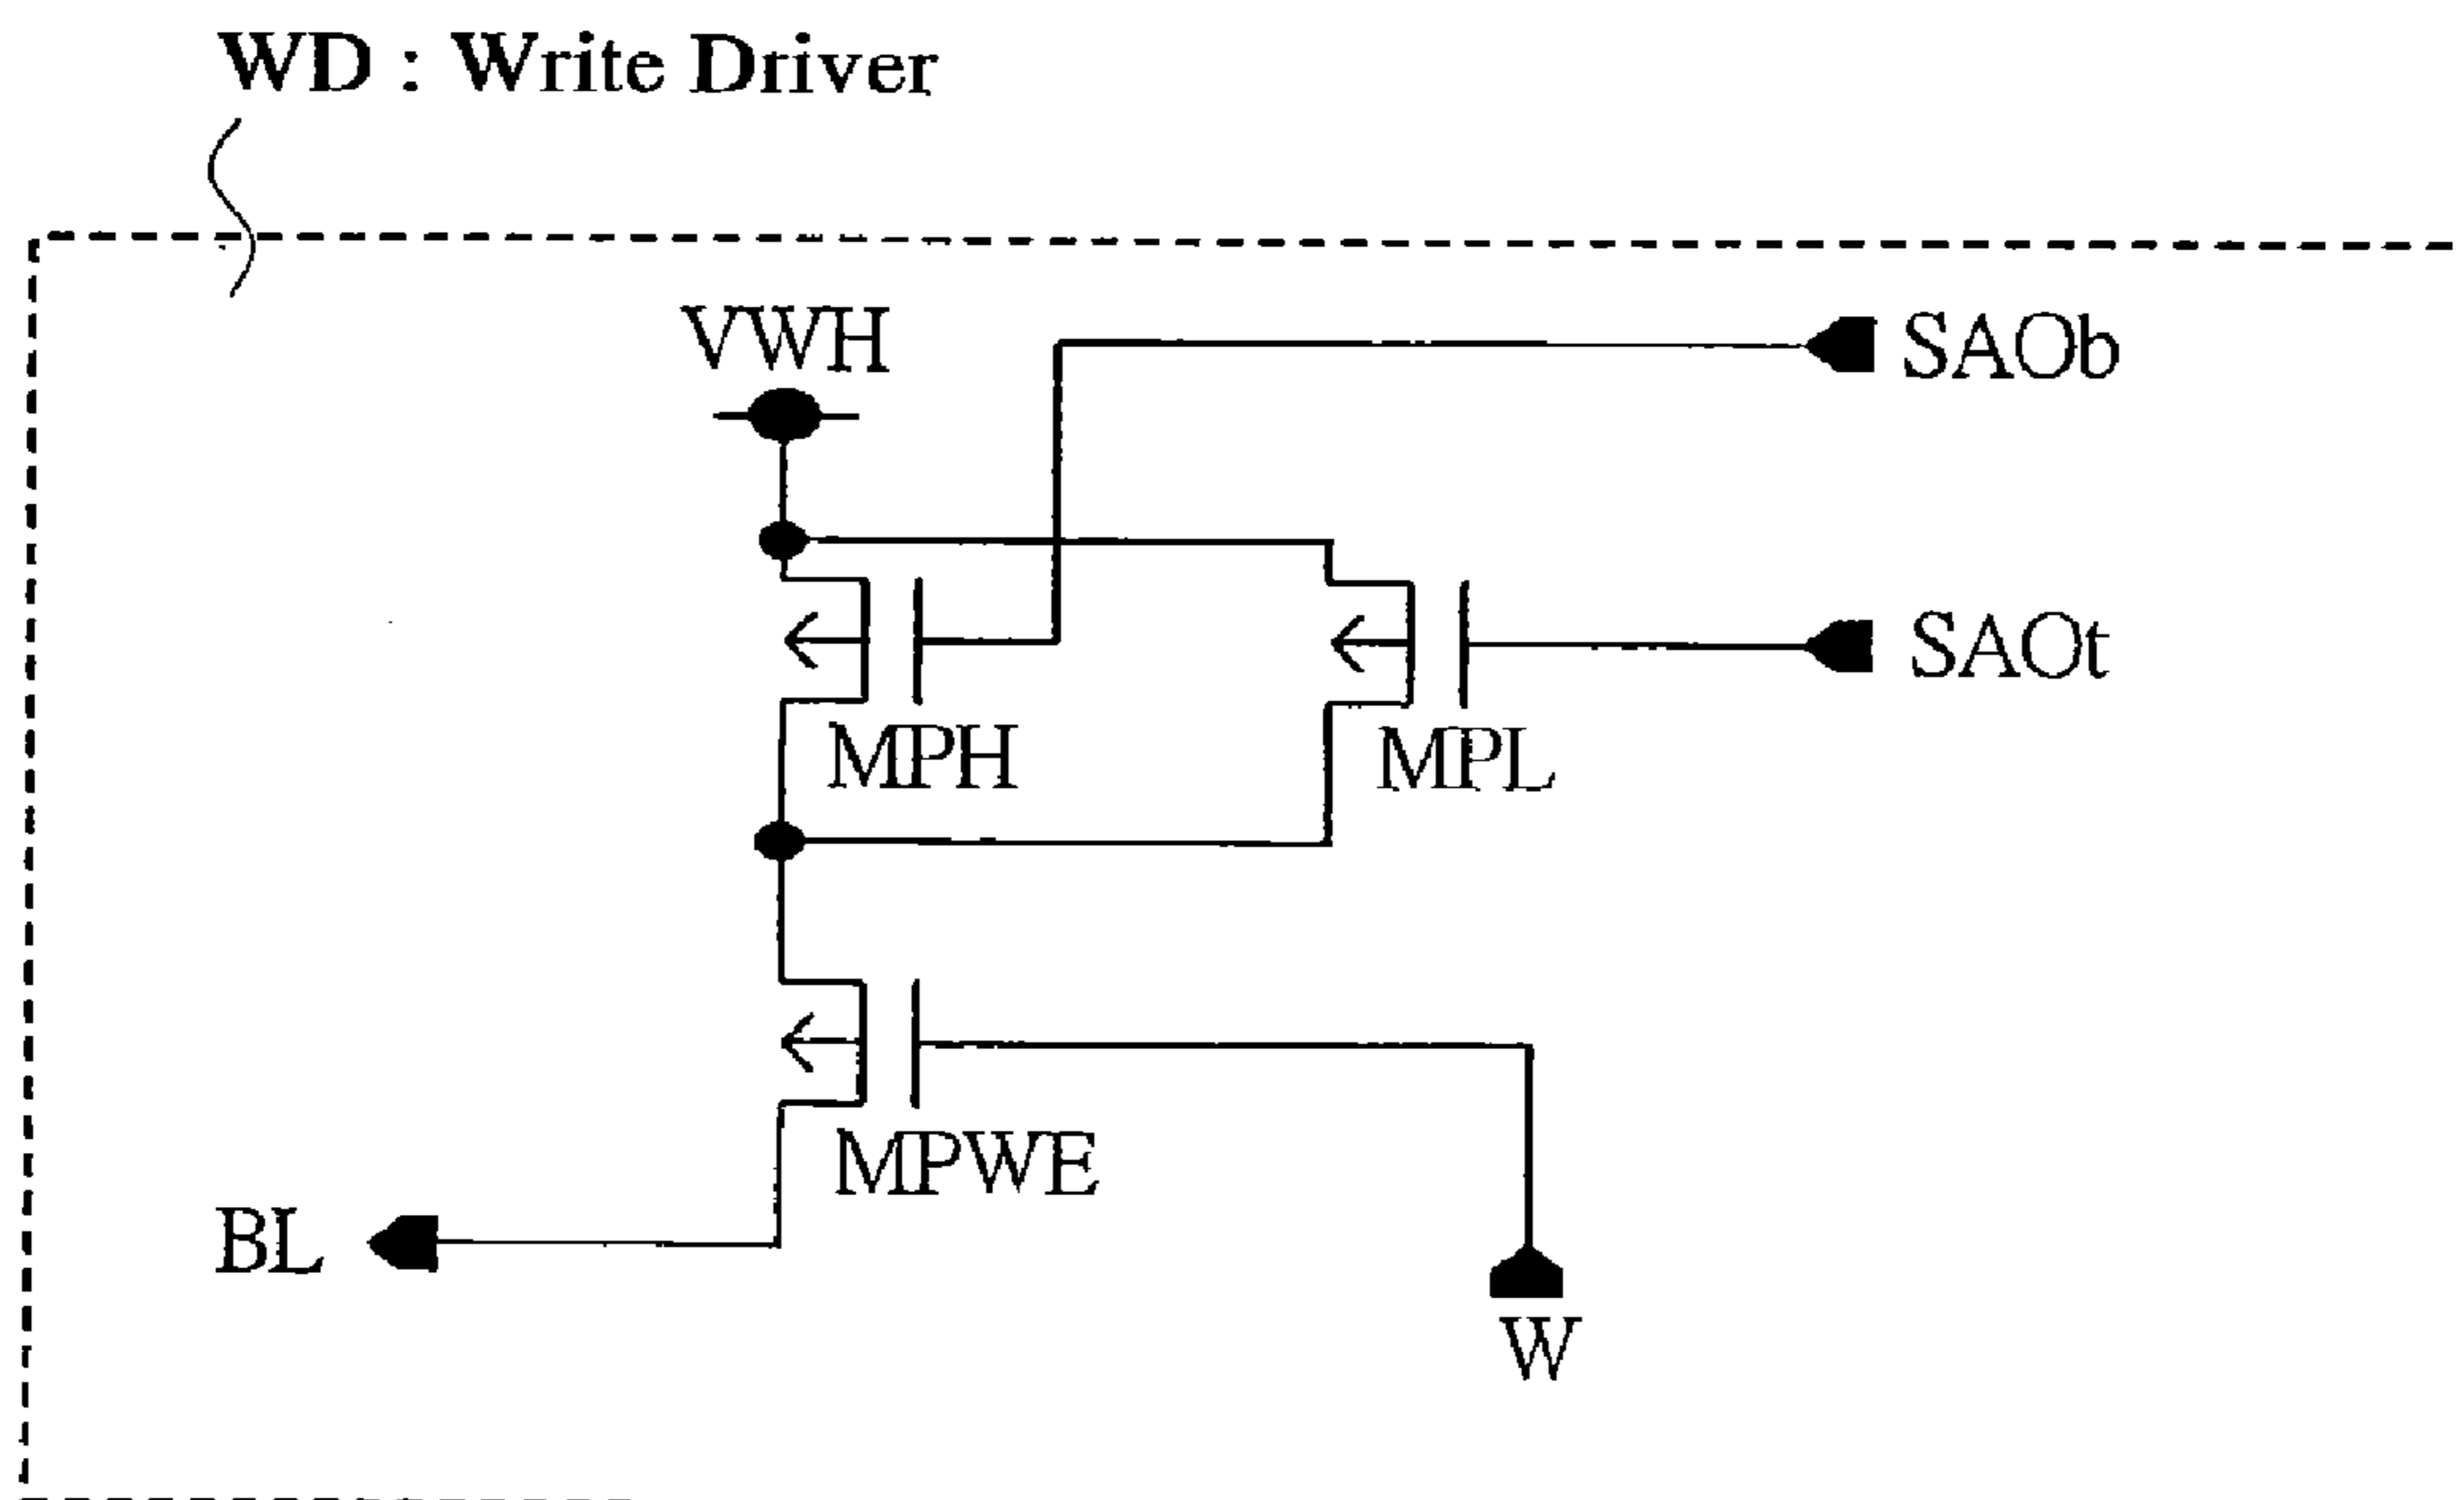 WD : Write Driver
VWH
SAOb
SAOt
MPH
MPL
MPWE
BL
W